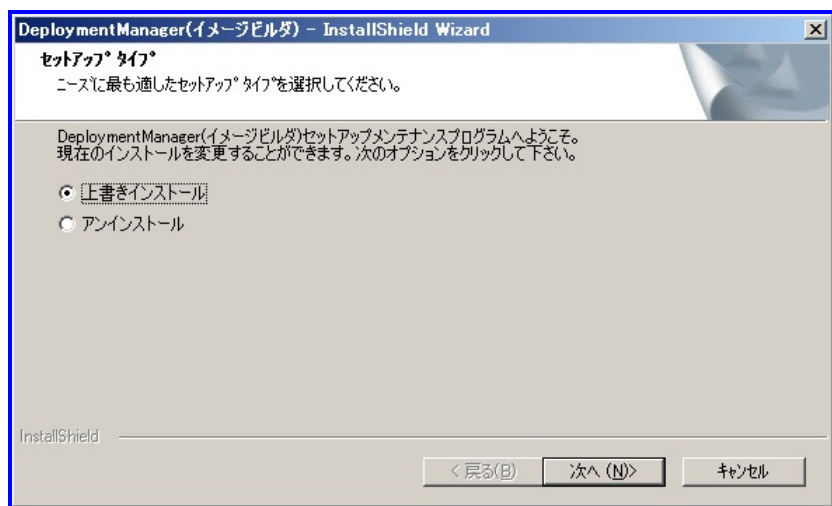 DeploymentManager(イメージビルダ) - InstallShield Wizard
セットアップ タイプ
ニーズに最も適したセットアップ タイプを選択してください。
DeploymentManager(イメージビルダ)セットアップメンテナンスプログラムへようこそ。
現在のインストールを変更することができます。次のオプションをクリックして下さい。
上書きインストール
アンインストール
InstallShield
< 戻る(B)
次へ (N)>
キャンセル